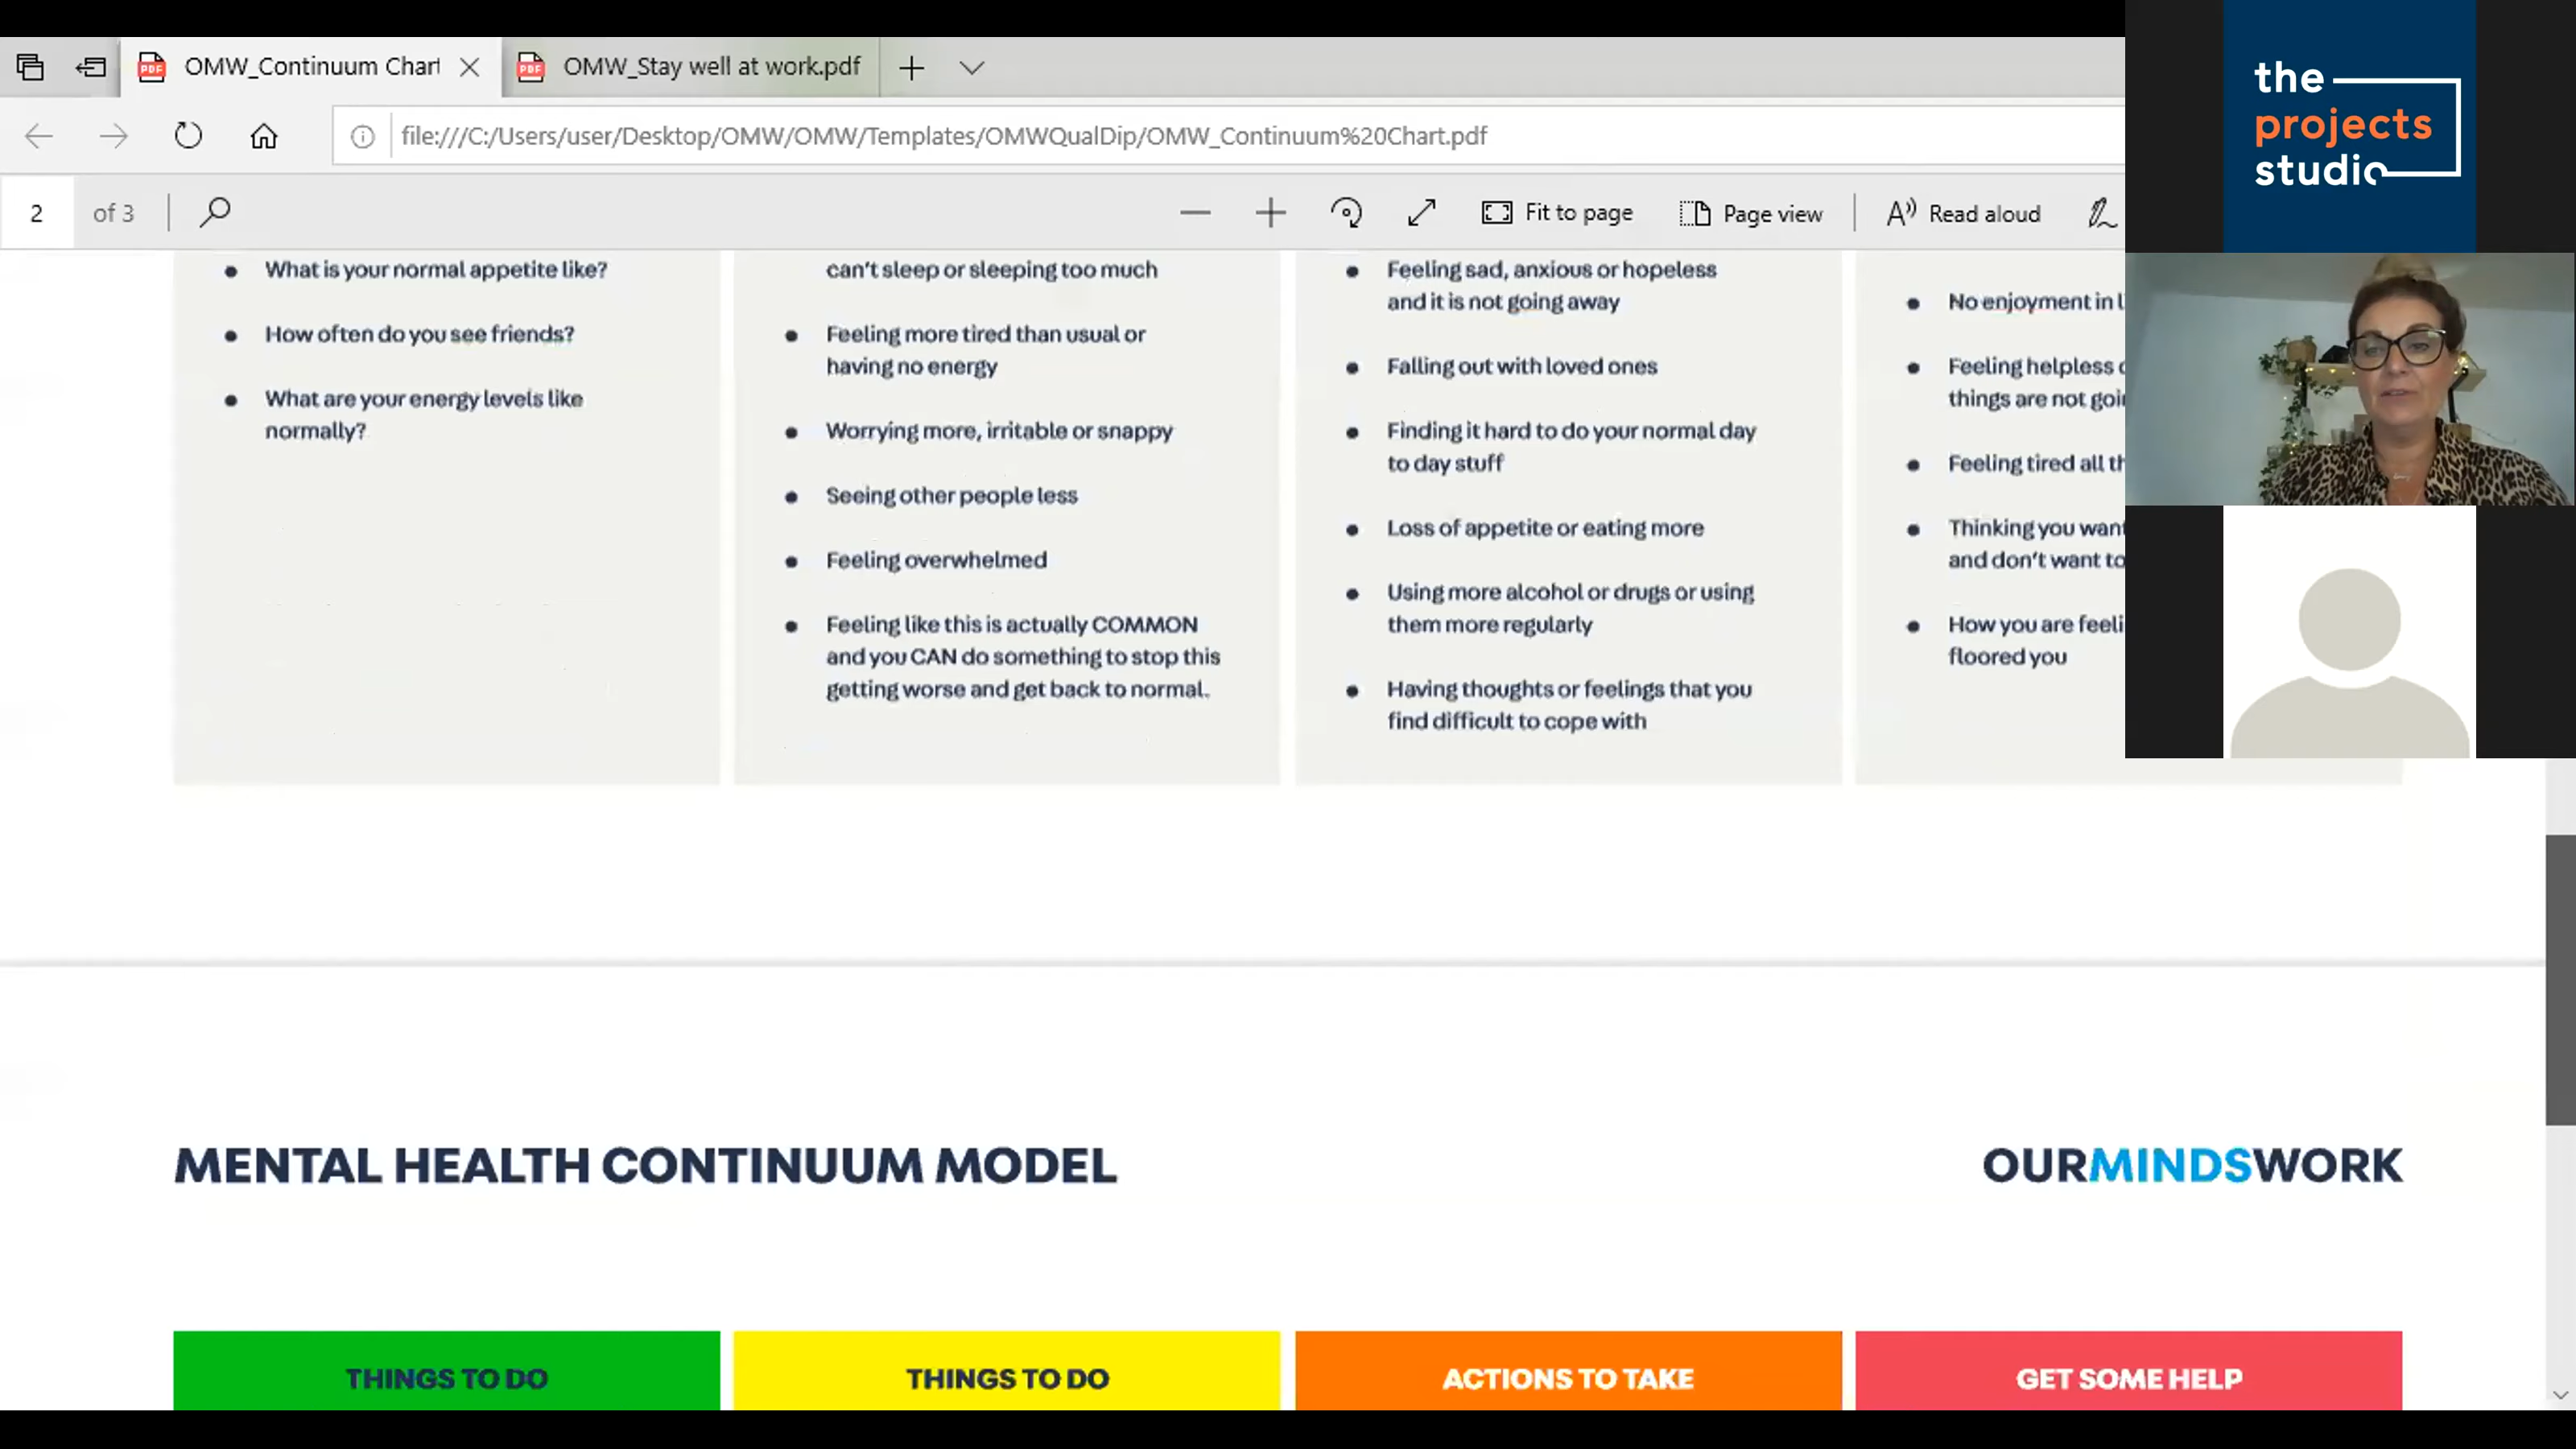 OMW_Continuum Chart
OMW_Stay well at work.pdf
file:///C:/Users/user/Desktop/OMW/OMW/Templates/OMWQualDip/OMW_Continuum%20Chart.pdf
2 of 3
Fit to page
Page view
Read aloud
the
projects
studio
What is your normal appetite like?
How often do you see friends?
What are your energy levels like
normally?
can't sleep or sleeping too much
Feeling more tired than usual or
having no energy
Worrying more, irritable or snappy
Seeing other people less
Feeling overwhelmed
Feeling like this is actually COMMON
and you CAN do something to stop this
getting worse and get back to normal.
Feeling sad, anxious or hopeless
and it is not going away
Falling out with loved ones
Finding it hard to do your normal day
to day stuff
Loss of appetite or eating more
Using more alcohol or drugs or using
them more regularly
Having thoughts or feelings that you
find difficult to cope with
No enjoyment in
Feeling helpless
things are not
Feeling tired all
Thinking you
and don't want to
How you are
floored you
MENTAL HEALTH CONTINUUM MODEL
OURMINDSWORK
THINGS TO DO
THINGS TO DO
ACTIONS TO TAKE
GET SOME HELP